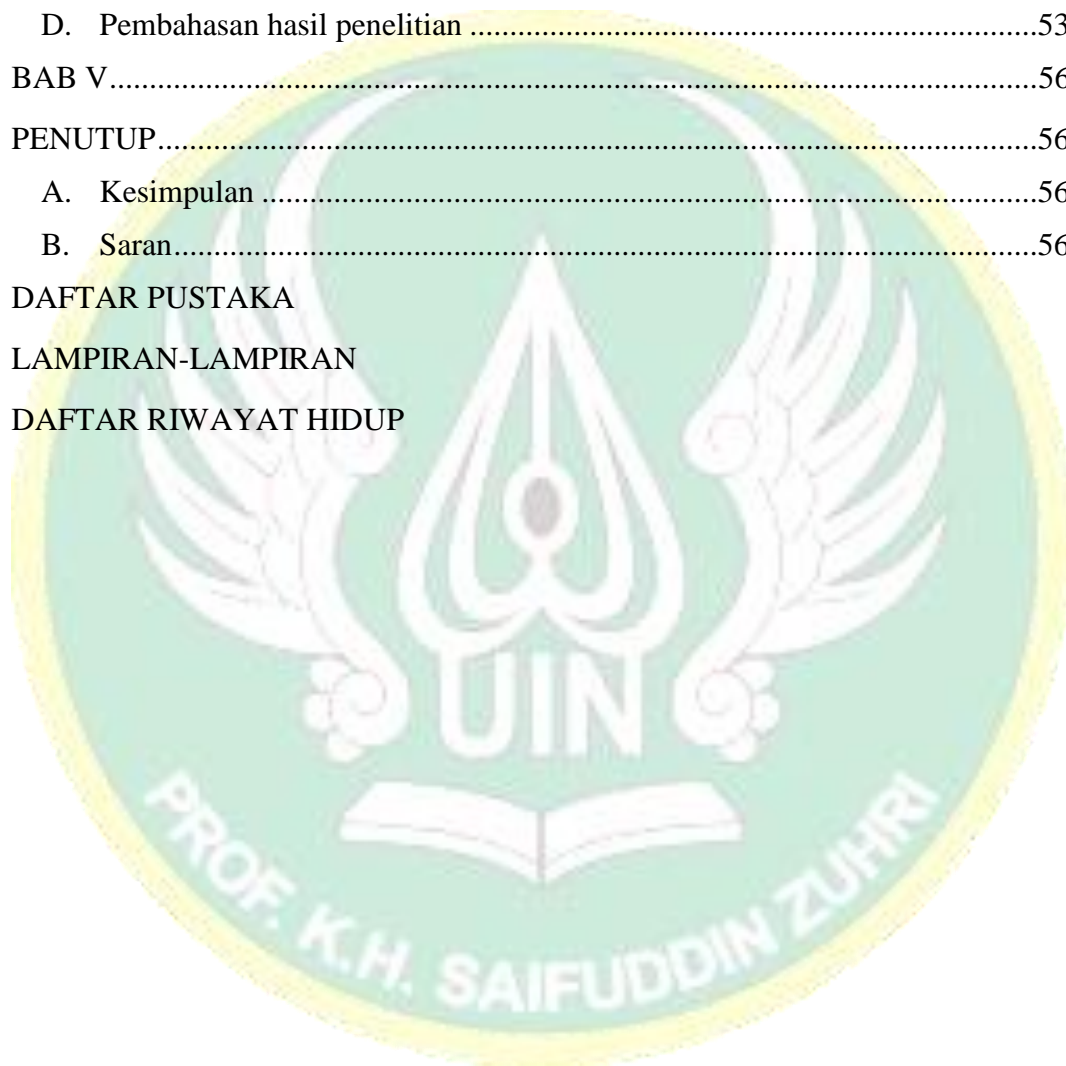 D. Pembahasan hasil penelitian ........................................................................... 53
BAB V........................................................................................................................ 56
PENUTUP................................................................................................................. 56
A. Kesimpulan ...................................................................................................... 56
B. Saran.................................................................................................................. 56
DAFTAR PUSTAKA
LAMPIRAN-LAMPIRAN
DAFTAR RIWAYAT HIDUP
UIN
PROF. K.H. SAIFUDDIN ZUHRI